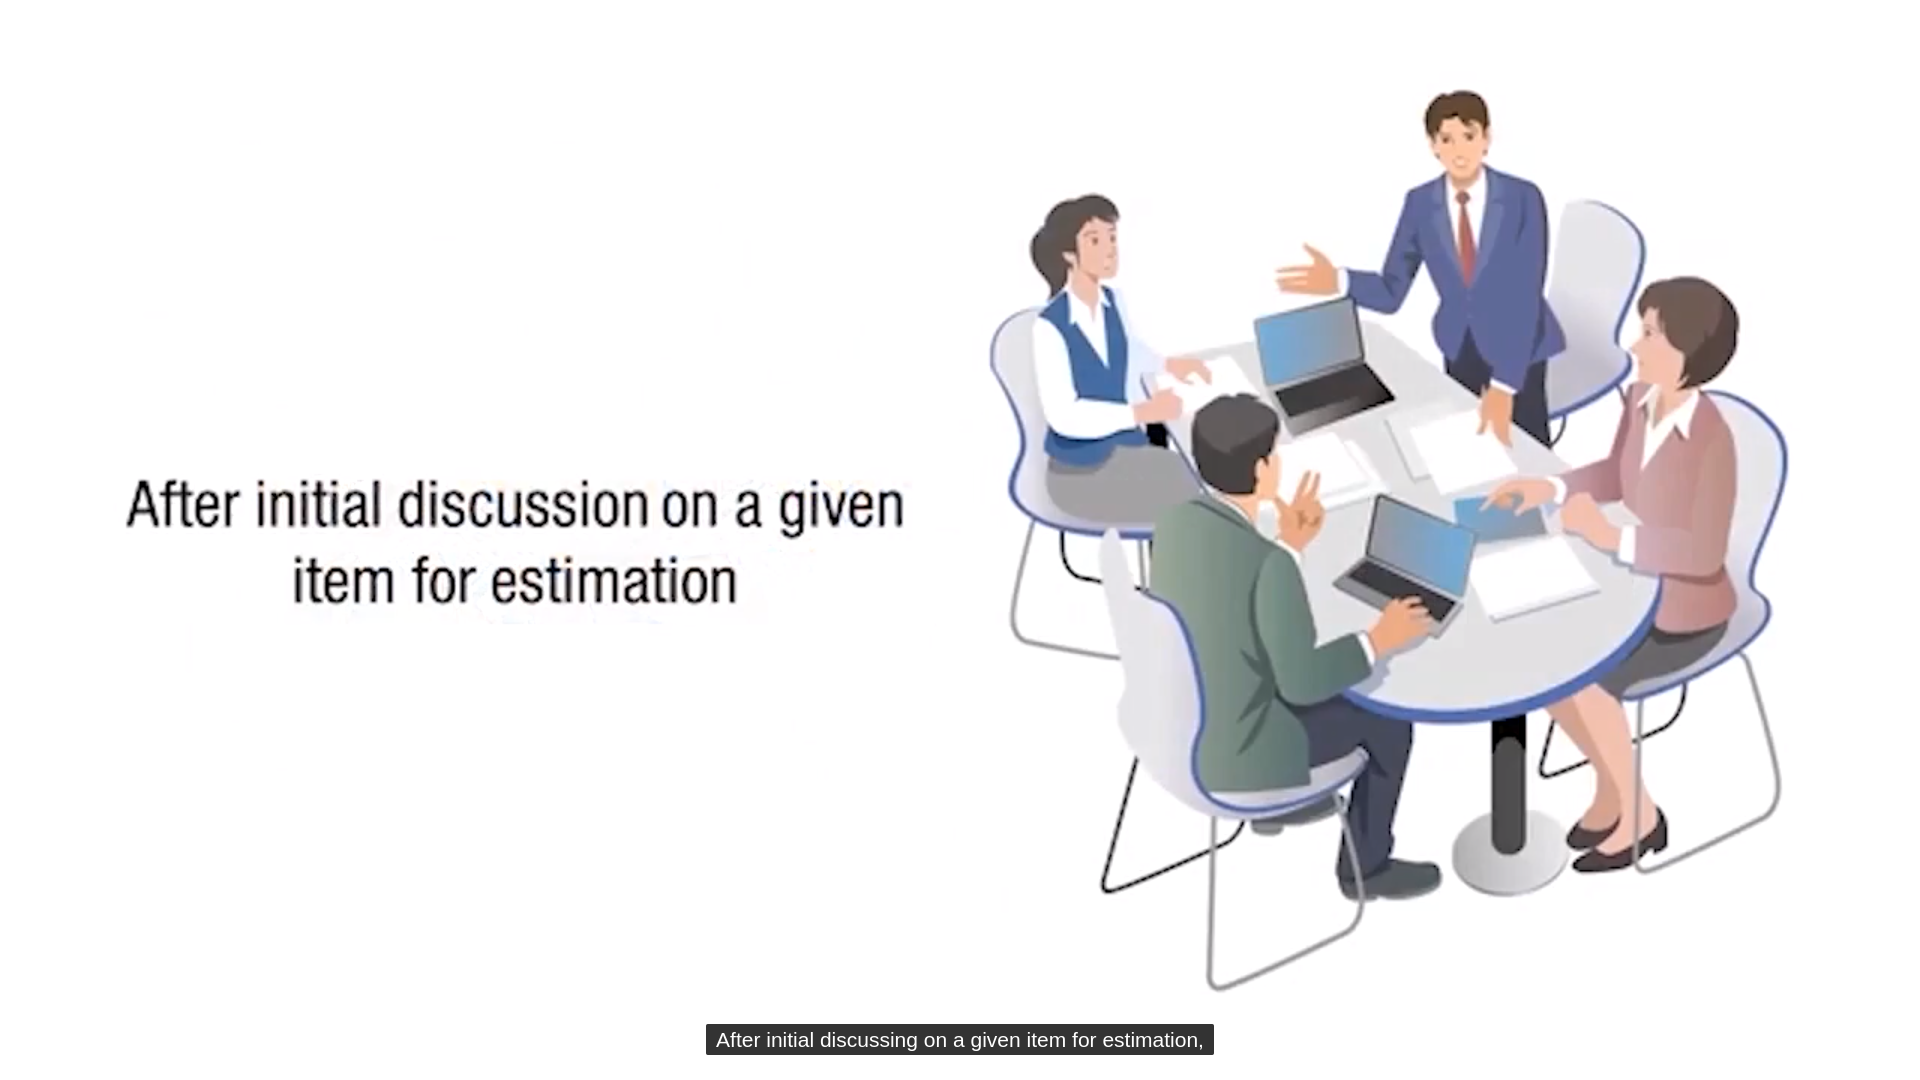 After initial discussion on a given
item for estimation
After initial discussing on a given item for estimation,